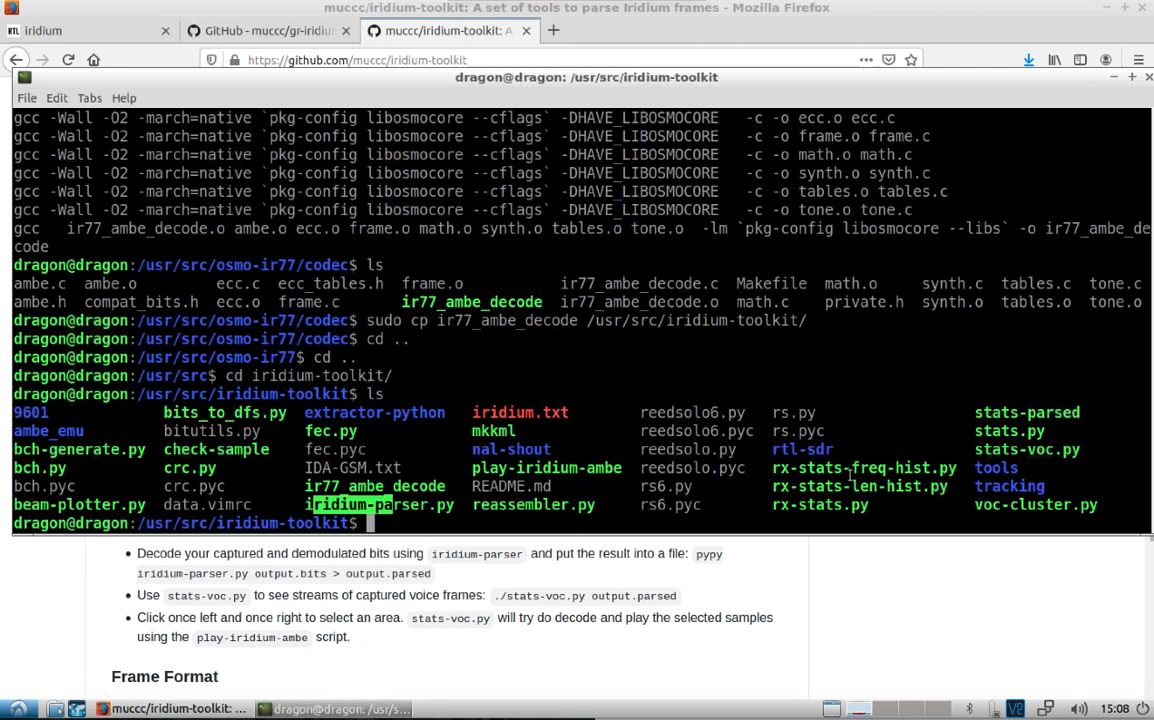 muccc/iridium-toolkit: A set of tools to parse Iridium frames - Mozilla Firefox
RTL iridium
GitHub - muccc/gr-iridiun
muccc/iridium-toolkit: A
https://github.com/muccc/iridium-toolkit
dragon@dragon: /usr/src/iridium-toolkit
File Edit Tabs Help
gcc -Wall -O2 -march=native `pkg-config libosmocore --cflags` -DHAVE_LIBOSMOCORE   -c -o ecc.o ecc.c
gcc -Wall -O2 -march=native `pkg-config libosmocore --cflags` -DHAVE_LIBOSMOCORE   -c -o frame.o frame.c
gcc -Wall -O2 -march=native `pkg-config libosmocore --cflags` -DHAVE_LIBOSMOCORE   -c -o math.o math.c
gcc -Wall -O2 -march=native `pkg-config libosmocore --cflags` -DHAVE_LIBOSMOCORE   -c -o synth.o synth.c
gcc -Wall -O2 -march=native `pkg-config libosmocore --cflags` -DHAVE_LIBOSMOCORE   -c -o tables.o tables.c
gcc -Wall -O2 -march=native `pkg-config libosmocore --cflags` -DHAVE_LIBOSMOCORE   -c -o tone.o tone.c
gcc   ir77_ambe_decode.o ambe.o ecc.o frame.o math.o synth.o tables.o tone.o  -lm `pkg-config libosmocore --libs` -o ir77_ambe_de
code
dragon@dragon:/usr/src/osmo-ir77/codec$ ls
ambe.c  ambe.o         ecc.c  ecc_tables.h  frame.o           ir77_ambe_decode.c  Makefile  math.o     synth.c  tables.c  tone.c
ambe.h  compat_bits.h  ecc.o  frame.c       ir77_ambe_decode  ir77_ambe_decode.o  math.c    private.h  synth.o  tables.o  tone.o
dragon@dragon:/usr/src/osmo-ir77/codec$ sudo cp ir77_ambe_decode /usr/src/iridium-toolkit/
dragon@dragon:/usr/src/osmo-ir77/codec$ cd ..
dragon@dragon:/usr/src/osmo-ir77$ cd ..
dragon@dragon:/usr/src$ cd iridium-toolkit/
dragon@dragon:/usr/src/iridium-toolkit$ ls
9601             bits_to_dfs.py  extractor-python   iridium.txt        reedsolo6.py   rs.py                  stats-parsed
ambe_emu         bitutils.py     fec.py             mkkml              reedsolo6.pyc  rs.pyc                 stats.py
bch-generate.py  check-sample    fec.pyc            nal-shout          reedsolo.py    rtl-sdr                stats-voc.py
bch.py           crc.py          IDA-GSM.txt        play-iridium-ambe  reedsolo.pyc   rx-stats-freq-hist.py  tools
bch.pyc          crc.pyc         ir77_ambe_decode   README.md          rs6.py         rx-stats-len-hist.py   tracking
beam-plotter.py  data.vimrc      iridium-parser.py  reassembler.py     rs6.pyc        rx-stats.py            voc-cluster.py
dragon@dragon:/usr/src/iridium-toolkit$
• Decode your captured and demodulated bits using iridium-parser and put the result into a file: pypy
iridium-parser.py output.bits > output.parsed
• Use stats-voc.py to see streams of captured voice frames: ./stats-voc.py output.parsed
• Click once left and once right to select an area. stats-voc.py will try do decode and play the selected samples
using the play-iridium-ambe script.
Frame Format
muccc/iridium-toolkit: ...
dragon@dragon: /usr/s...
V2
15:08